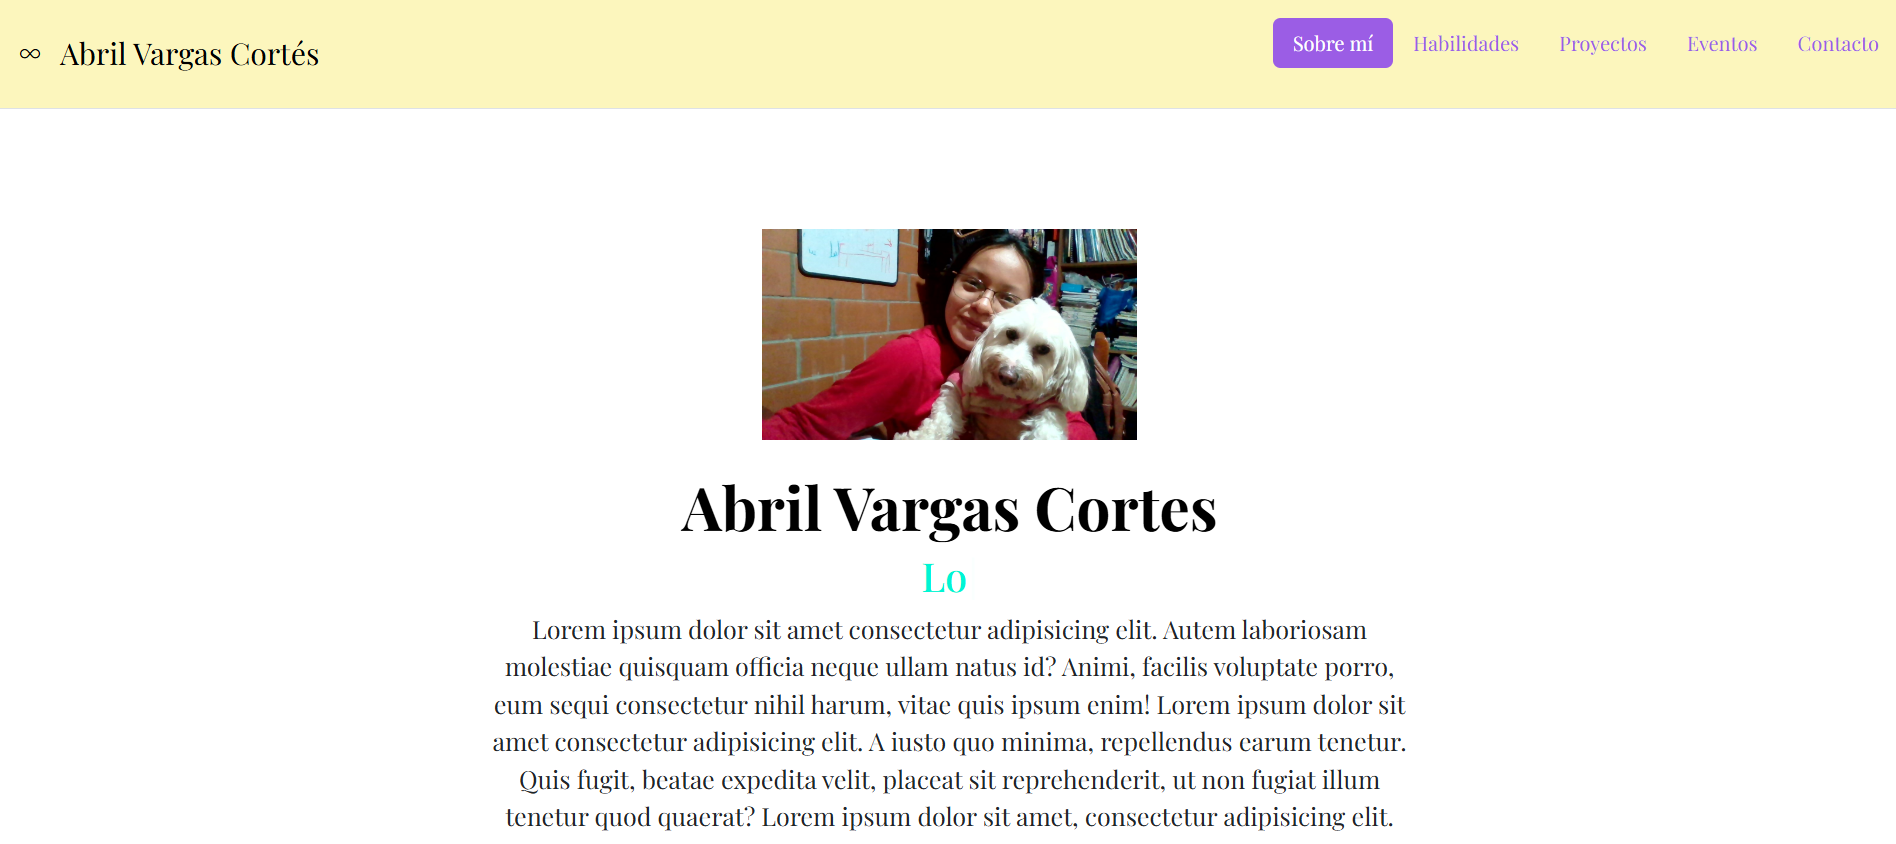 ∞ Abril Vargas Cortés
Sobre mí Habilidades Proyectos Eventos Contacto
Abril Vargas Cortes
Lo
Lorem ipsum dolor sit amet consectetur adipisicing elit. Autem laboriosam
molestiae quisquam officia neque ullam natus id? Animi, facilis voluptate porro,
eum sequi consectetur nihil harum, vitae quis ipsum enim! Lorem ipsum dolor sit
amet consectetur adipisicing elit. A iusto quo minima, repellendus earum tenetur.
Quis fugit, beatae expedita velit, placeat sit reprehenderit, ut non fugiat illum
tenetur quod quaerat? Lorem ipsum dolor sit amet, consectetur adipisicing elit.